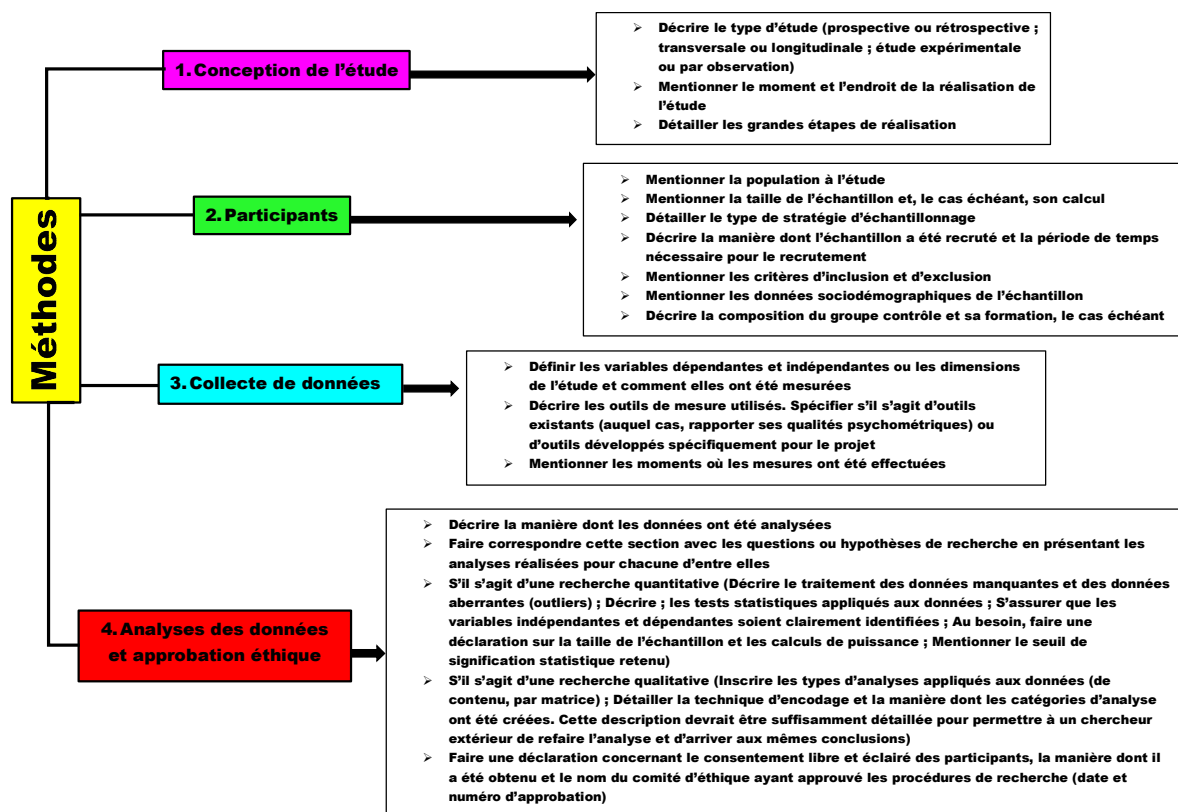 Méthodes
1. Conception de l'étude
➢ Décrire le type d'étude (prospective ou rétrospective ;
transversale ou longitudinale ; étude expérimentale
ou par observation)
➢ Mentionner le moment et l'endroit de la réalisation de
l'étude
➢ Détailler les grandes étapes de réalisation
2. Participants
➢ Mentionner la population à l'étude
➢ Mentionner la taille de l'échantillon et, le cas échéant, son calcul
➢ Détailler le type de stratégie d'échantillonnage
➢ Décrire la manière dont l'échantillon a été recruté et la période de temps
nécessaire pour le recrutement
➢ Mentionner les critères d'inclusion et d'exclusion
➢ Mentionner les données sociodémographiques de l'échantillon
➢ Décrire la composition du groupe contrôle et sa formation, le cas échéant
3. Collecte de données
➢ Définir les variables dépendantes et indépendantes ou les dimensions
de l'étude et comment elles ont été mesurées
➢ Décrire les outils de mesure utilisés. Spécifier s'il s'agit d'outils
existants (auquel cas, rapporter ses qualités psychométriques) ou
d'outils développés spécifiquement pour le projet
➢ Mentionner les moments où les mesures ont été effectuées
4. Analyses des données
et approbation éthique
➢ Décrire la manière dont les données ont été analysées
➢ Faire correspondre cette section avec les questions ou hypothèses de recherche en présentant les
analyses réalisées pour chacune d'entre elles
➢ S'il s'agit d'une recherche quantitative (Décrire le traitement des données manquantes et des données
aberrantes (outliers) ; Décrire ; les tests statistiques appliqués aux données ; S'assurer que les
variables indépendantes et dépendantes soient clairement identifiées ; Au besoin, faire une
déclaration sur la taille de l'échantillon et les calculs de puissance ; Mentionner le seuil de
signification statistique retenu)
➢ S'il s'agit d'une recherche qualitative (Inscrire les types d'analyses appliqués aux données (de
contenu, par matrice) ; Détailler la technique d'encodage et la manière dont les catégories d'analyse
ont été créées. Cette description devrait être suffisamment détaillée pour permettre à un chercheur
extérieur de refaire l'analyse et d'arriver aux mêmes conclusions)
➢ Faire une déclaration concernant le consentement libre et éclairé des participants, la manière dont il
a été obtenu et le nom du comité d'éthique ayant approuvé les procédures de recherche (date et
numéro d'approbation)